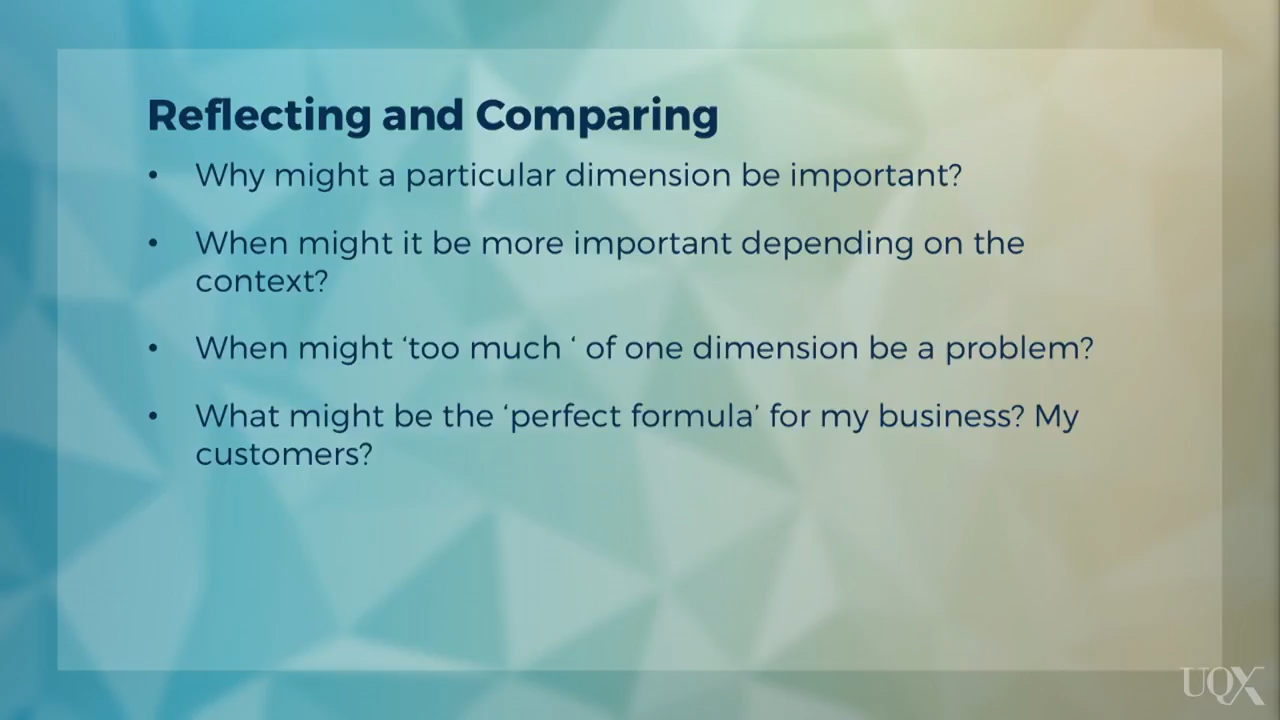 Reflecting and Comparing
• Why might a particular dimension be important?
• When might it be more important depending on the
context?
• When might ‘too much ‘ of one dimension be a problem?
• What might be the ‘perfect formula’ for my business? My
customers?
UQX